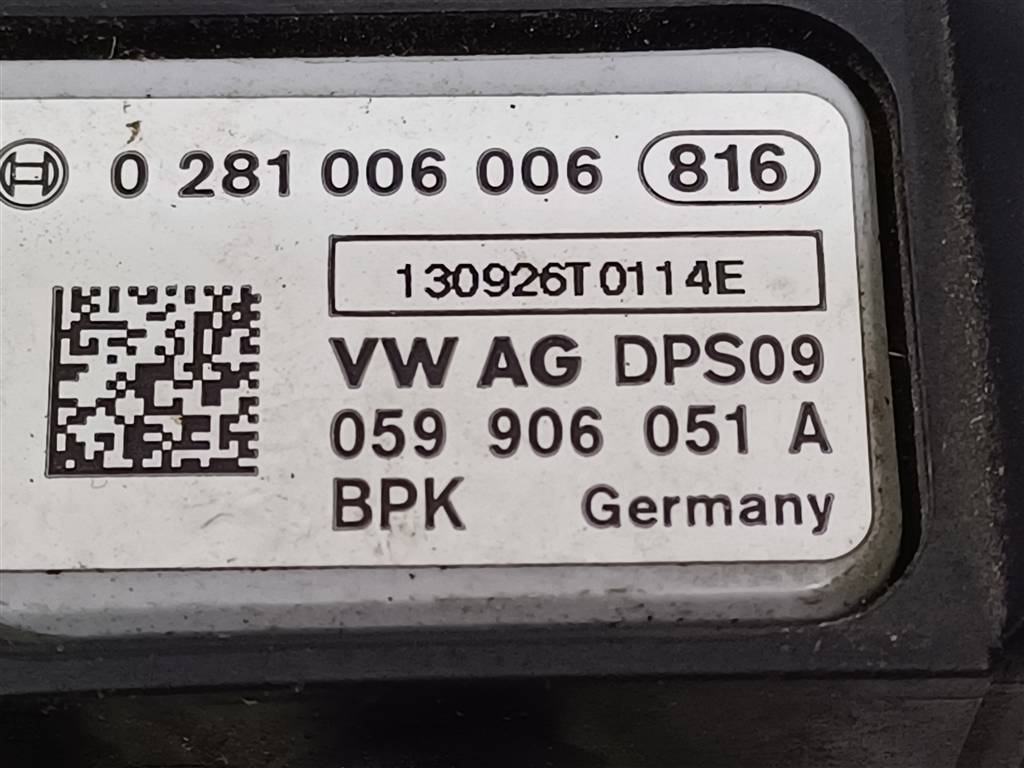 0 281 006 006 816
130926T0114E
VW AG DPS09
059 906 051 A
BPK Germany